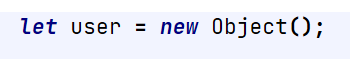 let user = new Object();